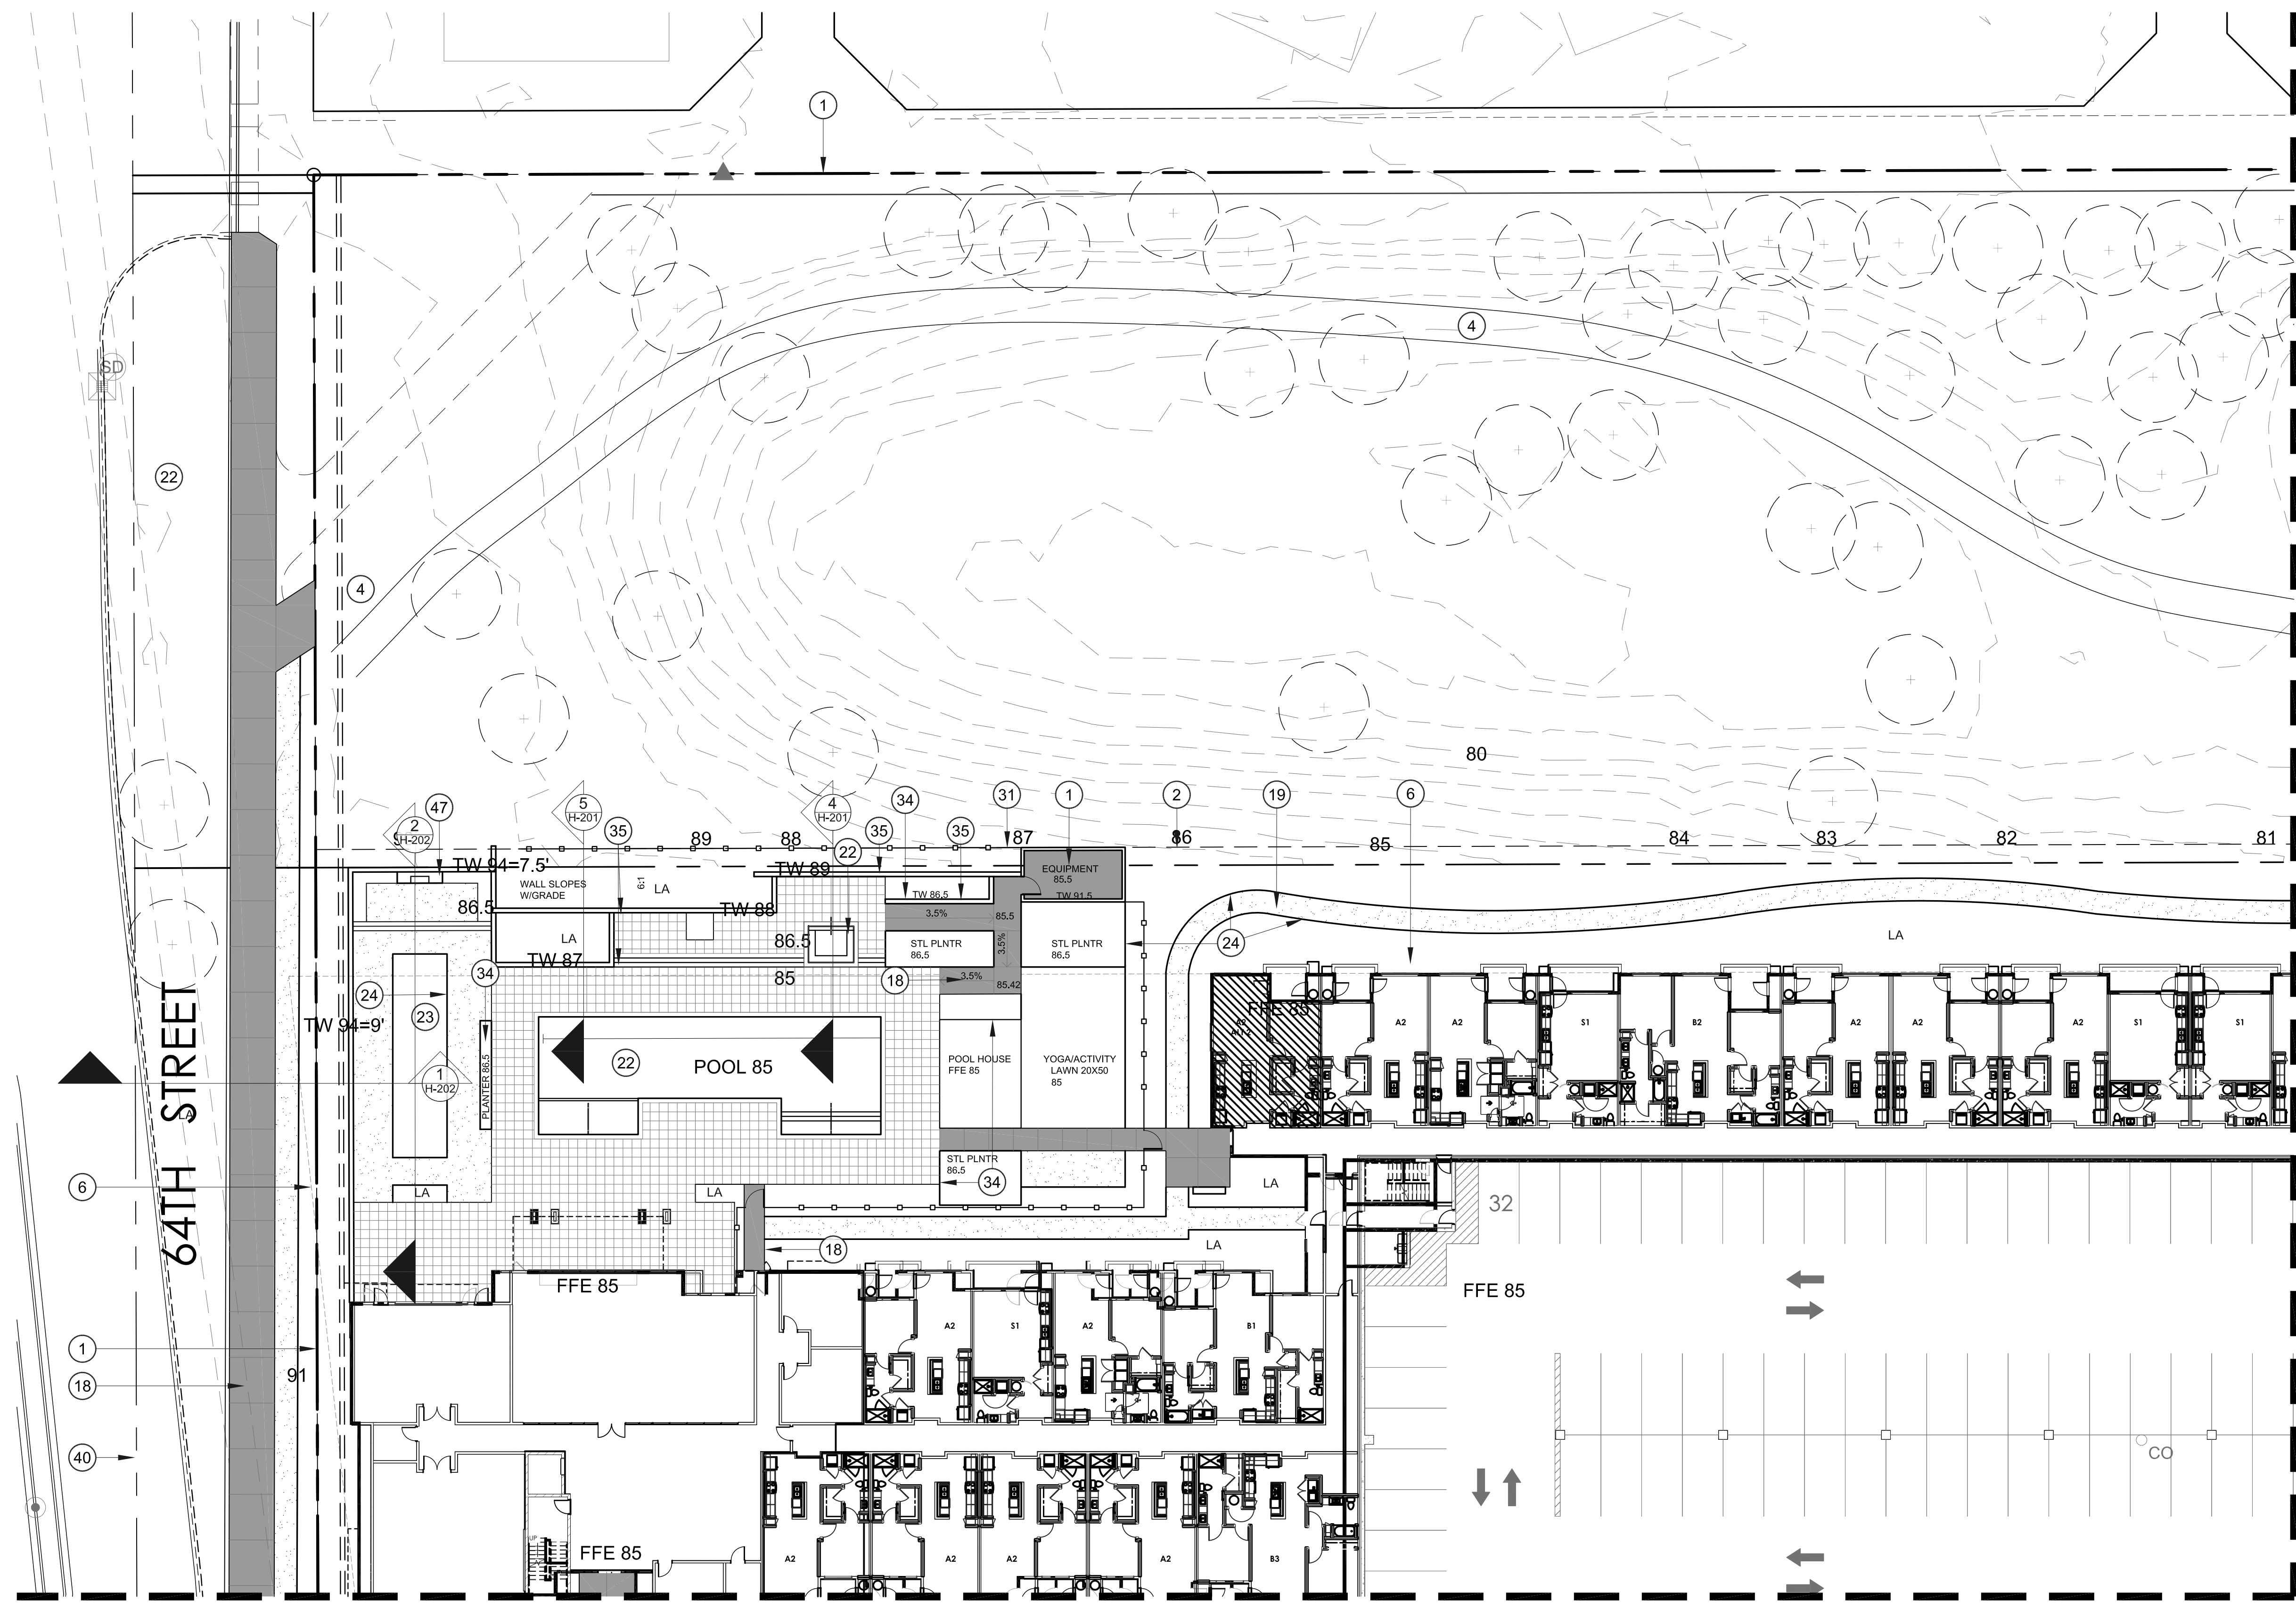 1
4
SD
22
4
80
47
5
H-201
4
H-201
34
31
1
2
19
6
2
H-202
35
35
35
22
89
88
87
86
85
84
83
82
81
TW 94=7.5'
TW 89
WALL SLOPES
W/GRADE
6:1
LA
EQUIPMENT
85.5
TW 91.5
TW 86.5
86.5
TW 88
3.5%
85.5
LA
86.5
STL PLNTR
86.5
3.5%
STL PLNTR
86.5
24
LA
TW 87
34
85
18
3.5%
85.42
24
23
TW 94=9'
FFE 85
A2
A2
A2
S1
B2
A2
A2
A2
S1
S1
PLANTER 86.5
22
POOL 85
POOL HOUSE
FFE 85
YOGA/ACTIVITY
LAWN 20X50
85
1
H-202
64TH STREET
LA
STL PLNTR
86.5
34
6
LA
LA
LA
32
18
LA
FFE 85
FFE 85
A2
S1
A2
B1
1
91
18
40
CO
UP
FFE 85
A2
A2
A2
A2
B3